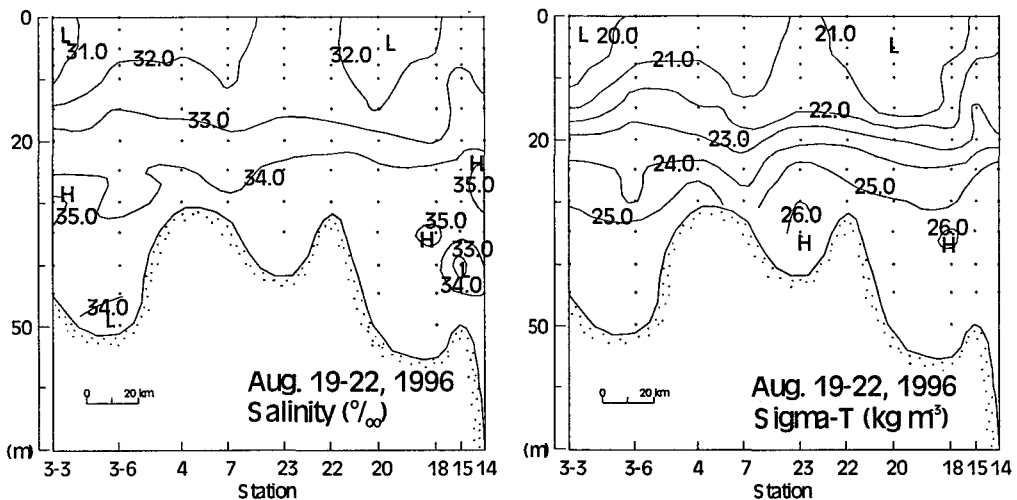 0
L
31.0
32.0
32.0
L
33.0
20
34.0
H
35.0
H
35.0
35.0
H
33.0
L
34.0
34.0
L
50
0 20 km
Aug. 19-22, 1996
Salinity (º/∞)
(m)
3-3 3-6 4 7 23 22 20 18 15 14
Station
0
L 20.0
21.0
21.0
L
22.0
23.0
20
24.0
25.0
25.0
26.0
H
26.0
H
50
0 20 km
Aug. 19-22, 1996
Sigma-T (kg m³)
(m)
3-3 3-6 4 7 23 22 20 18 15 14
Station